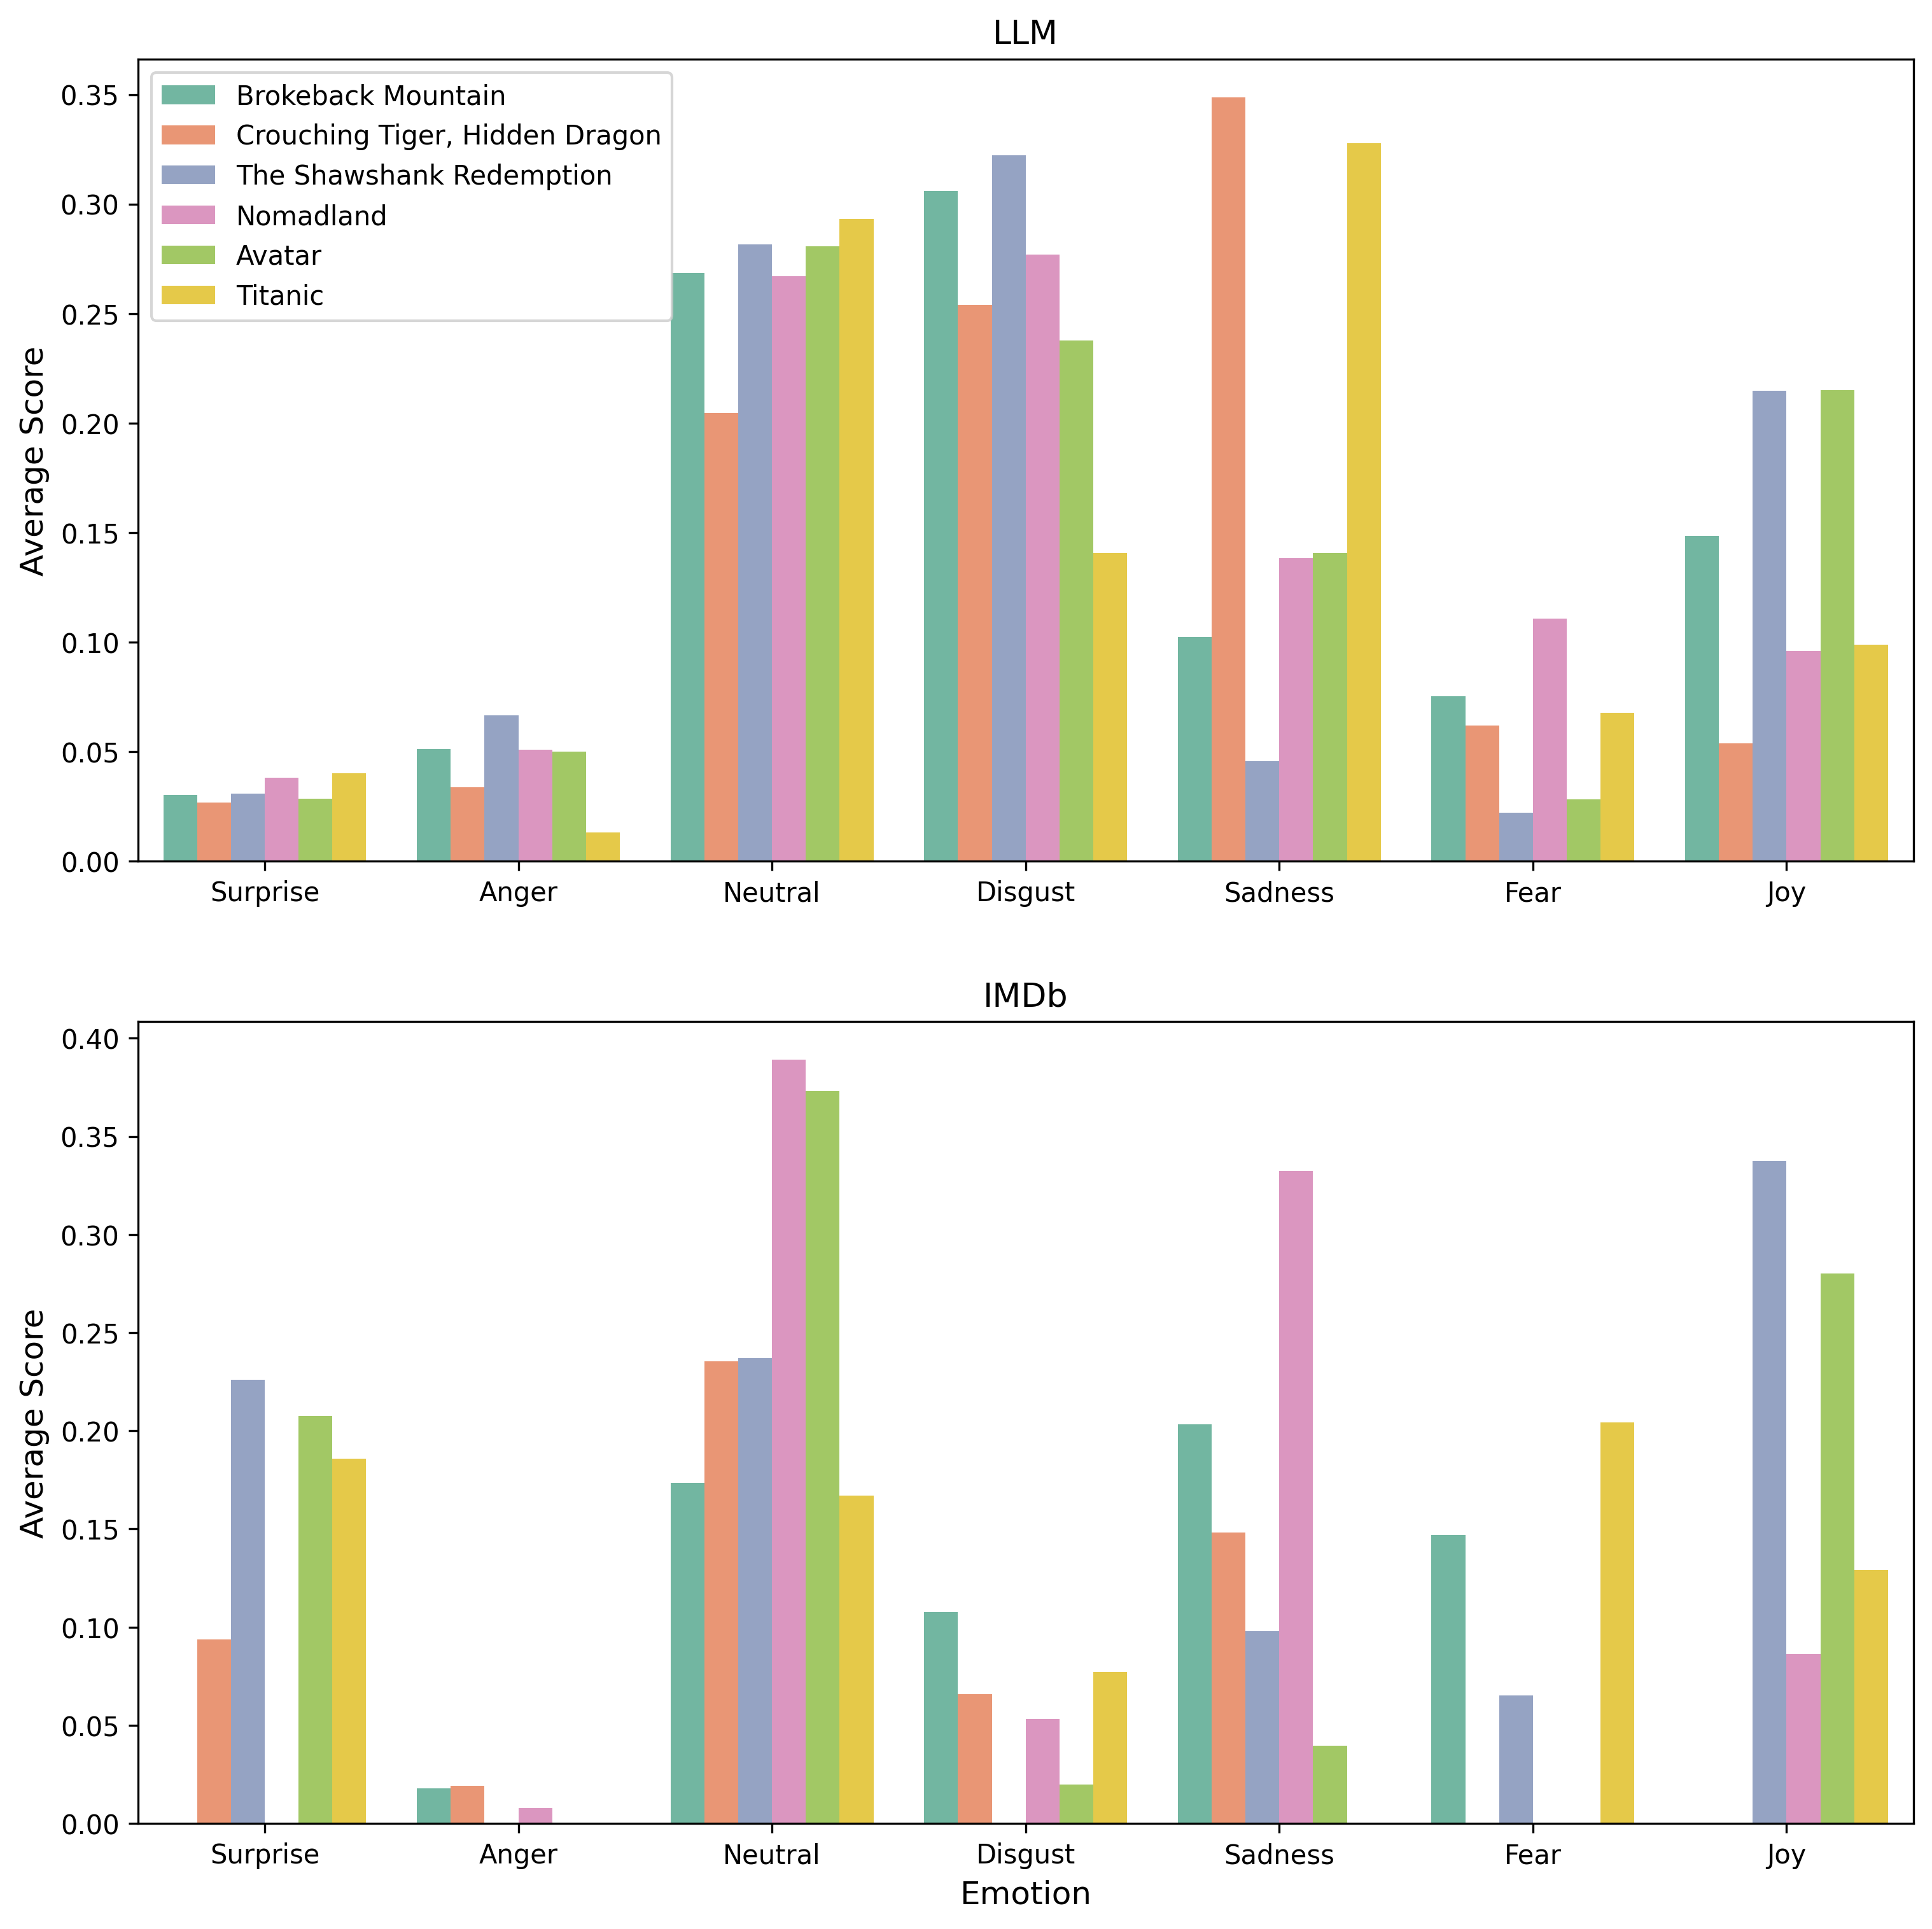 LLM
Average Score
0.35
0.30
0.25
0.20
0.15
0.10
0.05
0.00
Brokeback Mountain
Crouching Tiger, Hidden Dragon
The Shawshank Redemption
Nomadland
Avatar
Titanic
Surprise Anger Neutral Disgust Sadness Fear Joy
IMDb
Average Score
0.40
0.35
0.30
0.25
0.20
0.15
0.10
0.05
0.00
Surprise Anger Neutral Disgust Sadness Fear Joy
Emotion